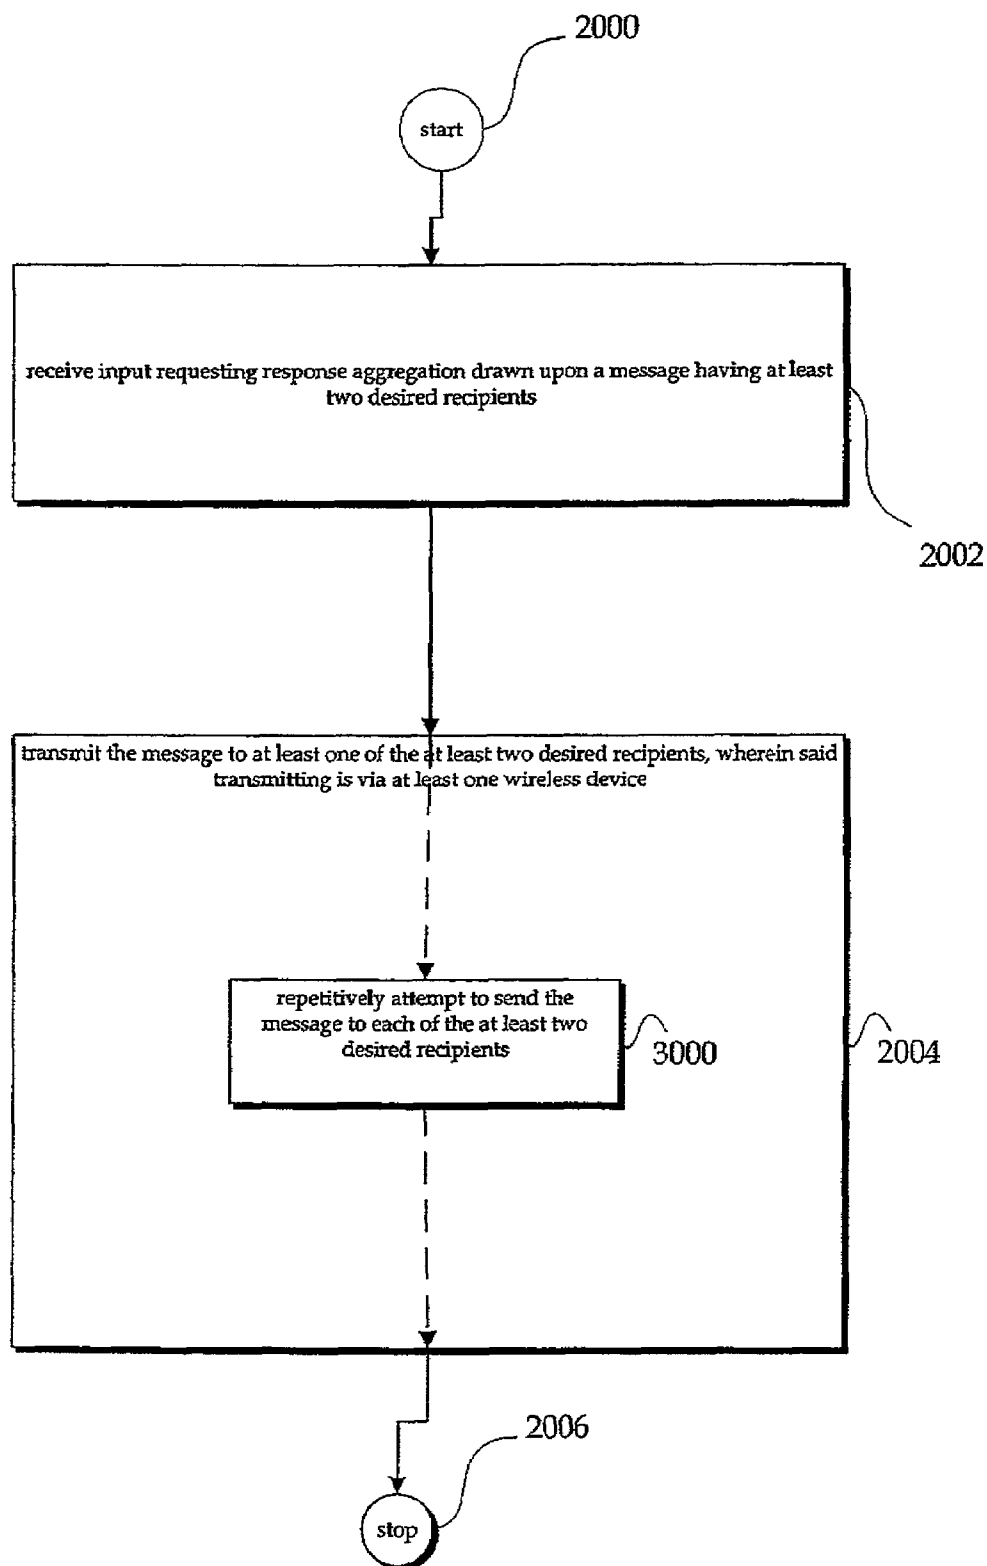 2000
start
receive input requesting response aggregation drawn upon a message having at least
two desired recipients
2002
transmit the message to at least one of the at least two desired recipients, wherein said
transmitting is via at least one wireless device
repetitively attempt to send the
message to each of the at least two
desired recipients
3000
2004
2006
stop